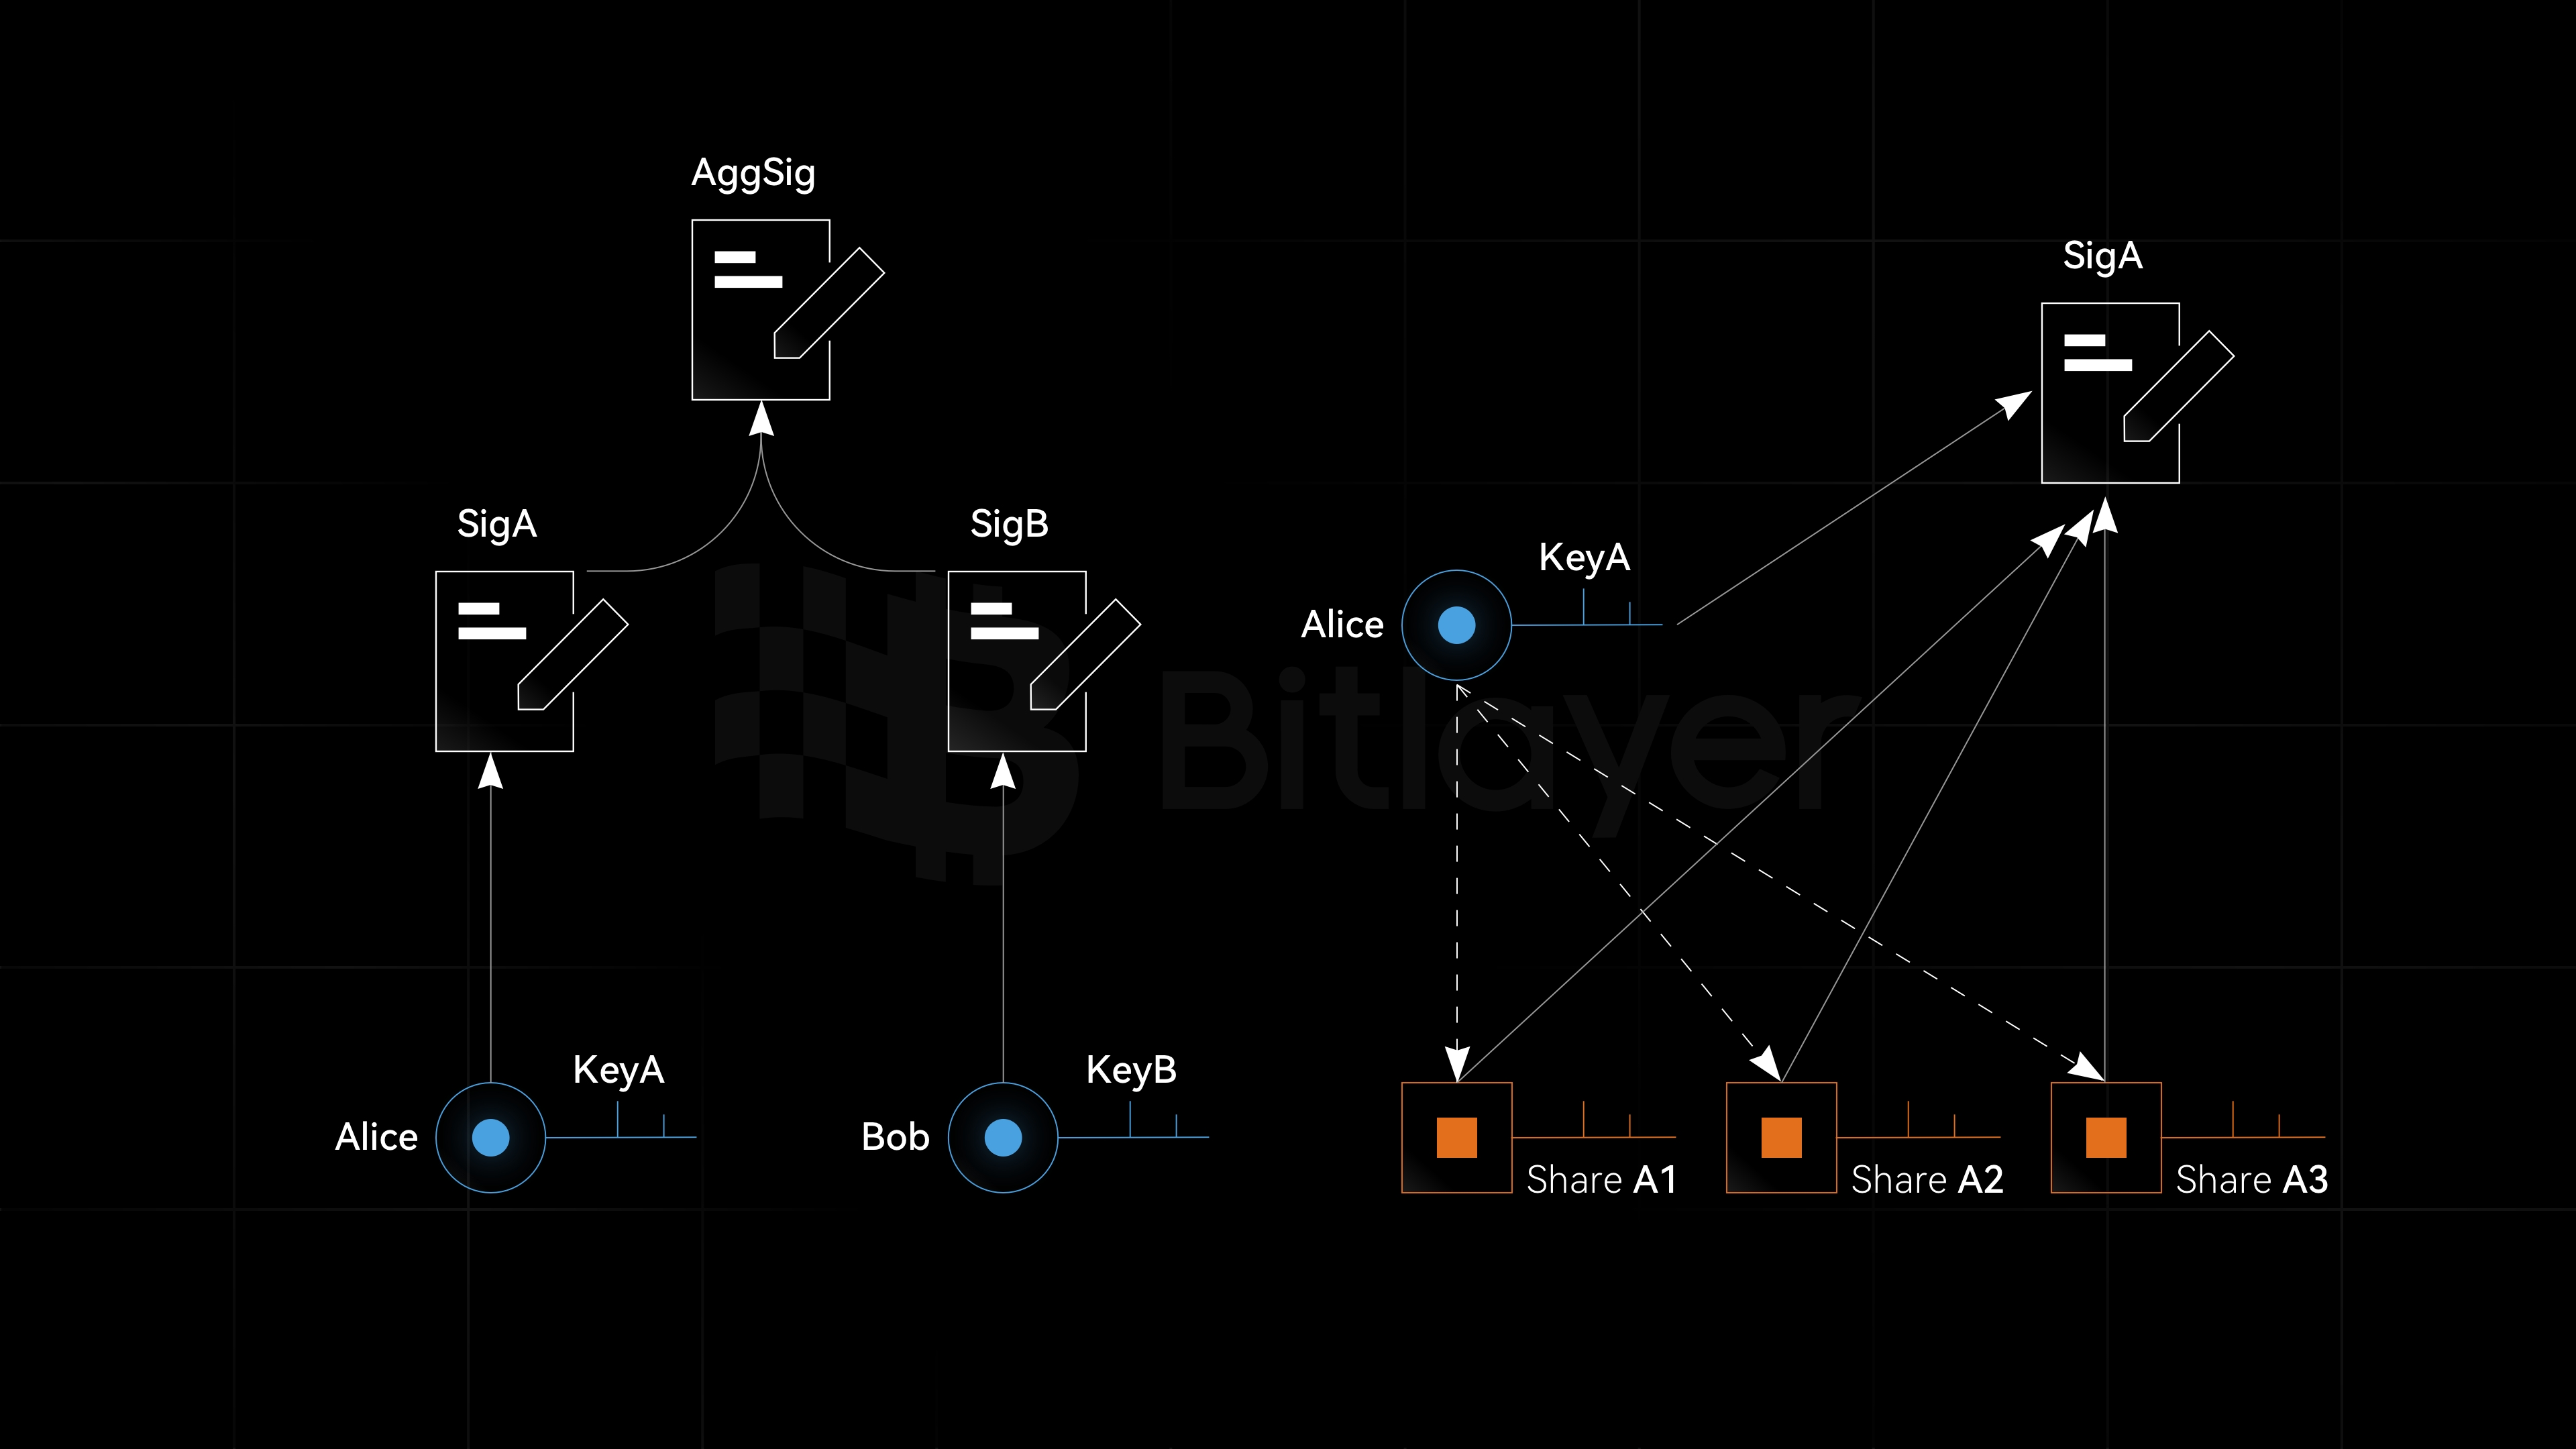 AggSig
SigA
SigB
Alice
KeyA
Bob
KeyB
SigA
Alice
KeyA
Share A1
Share A2
Share A3
Bitlayer